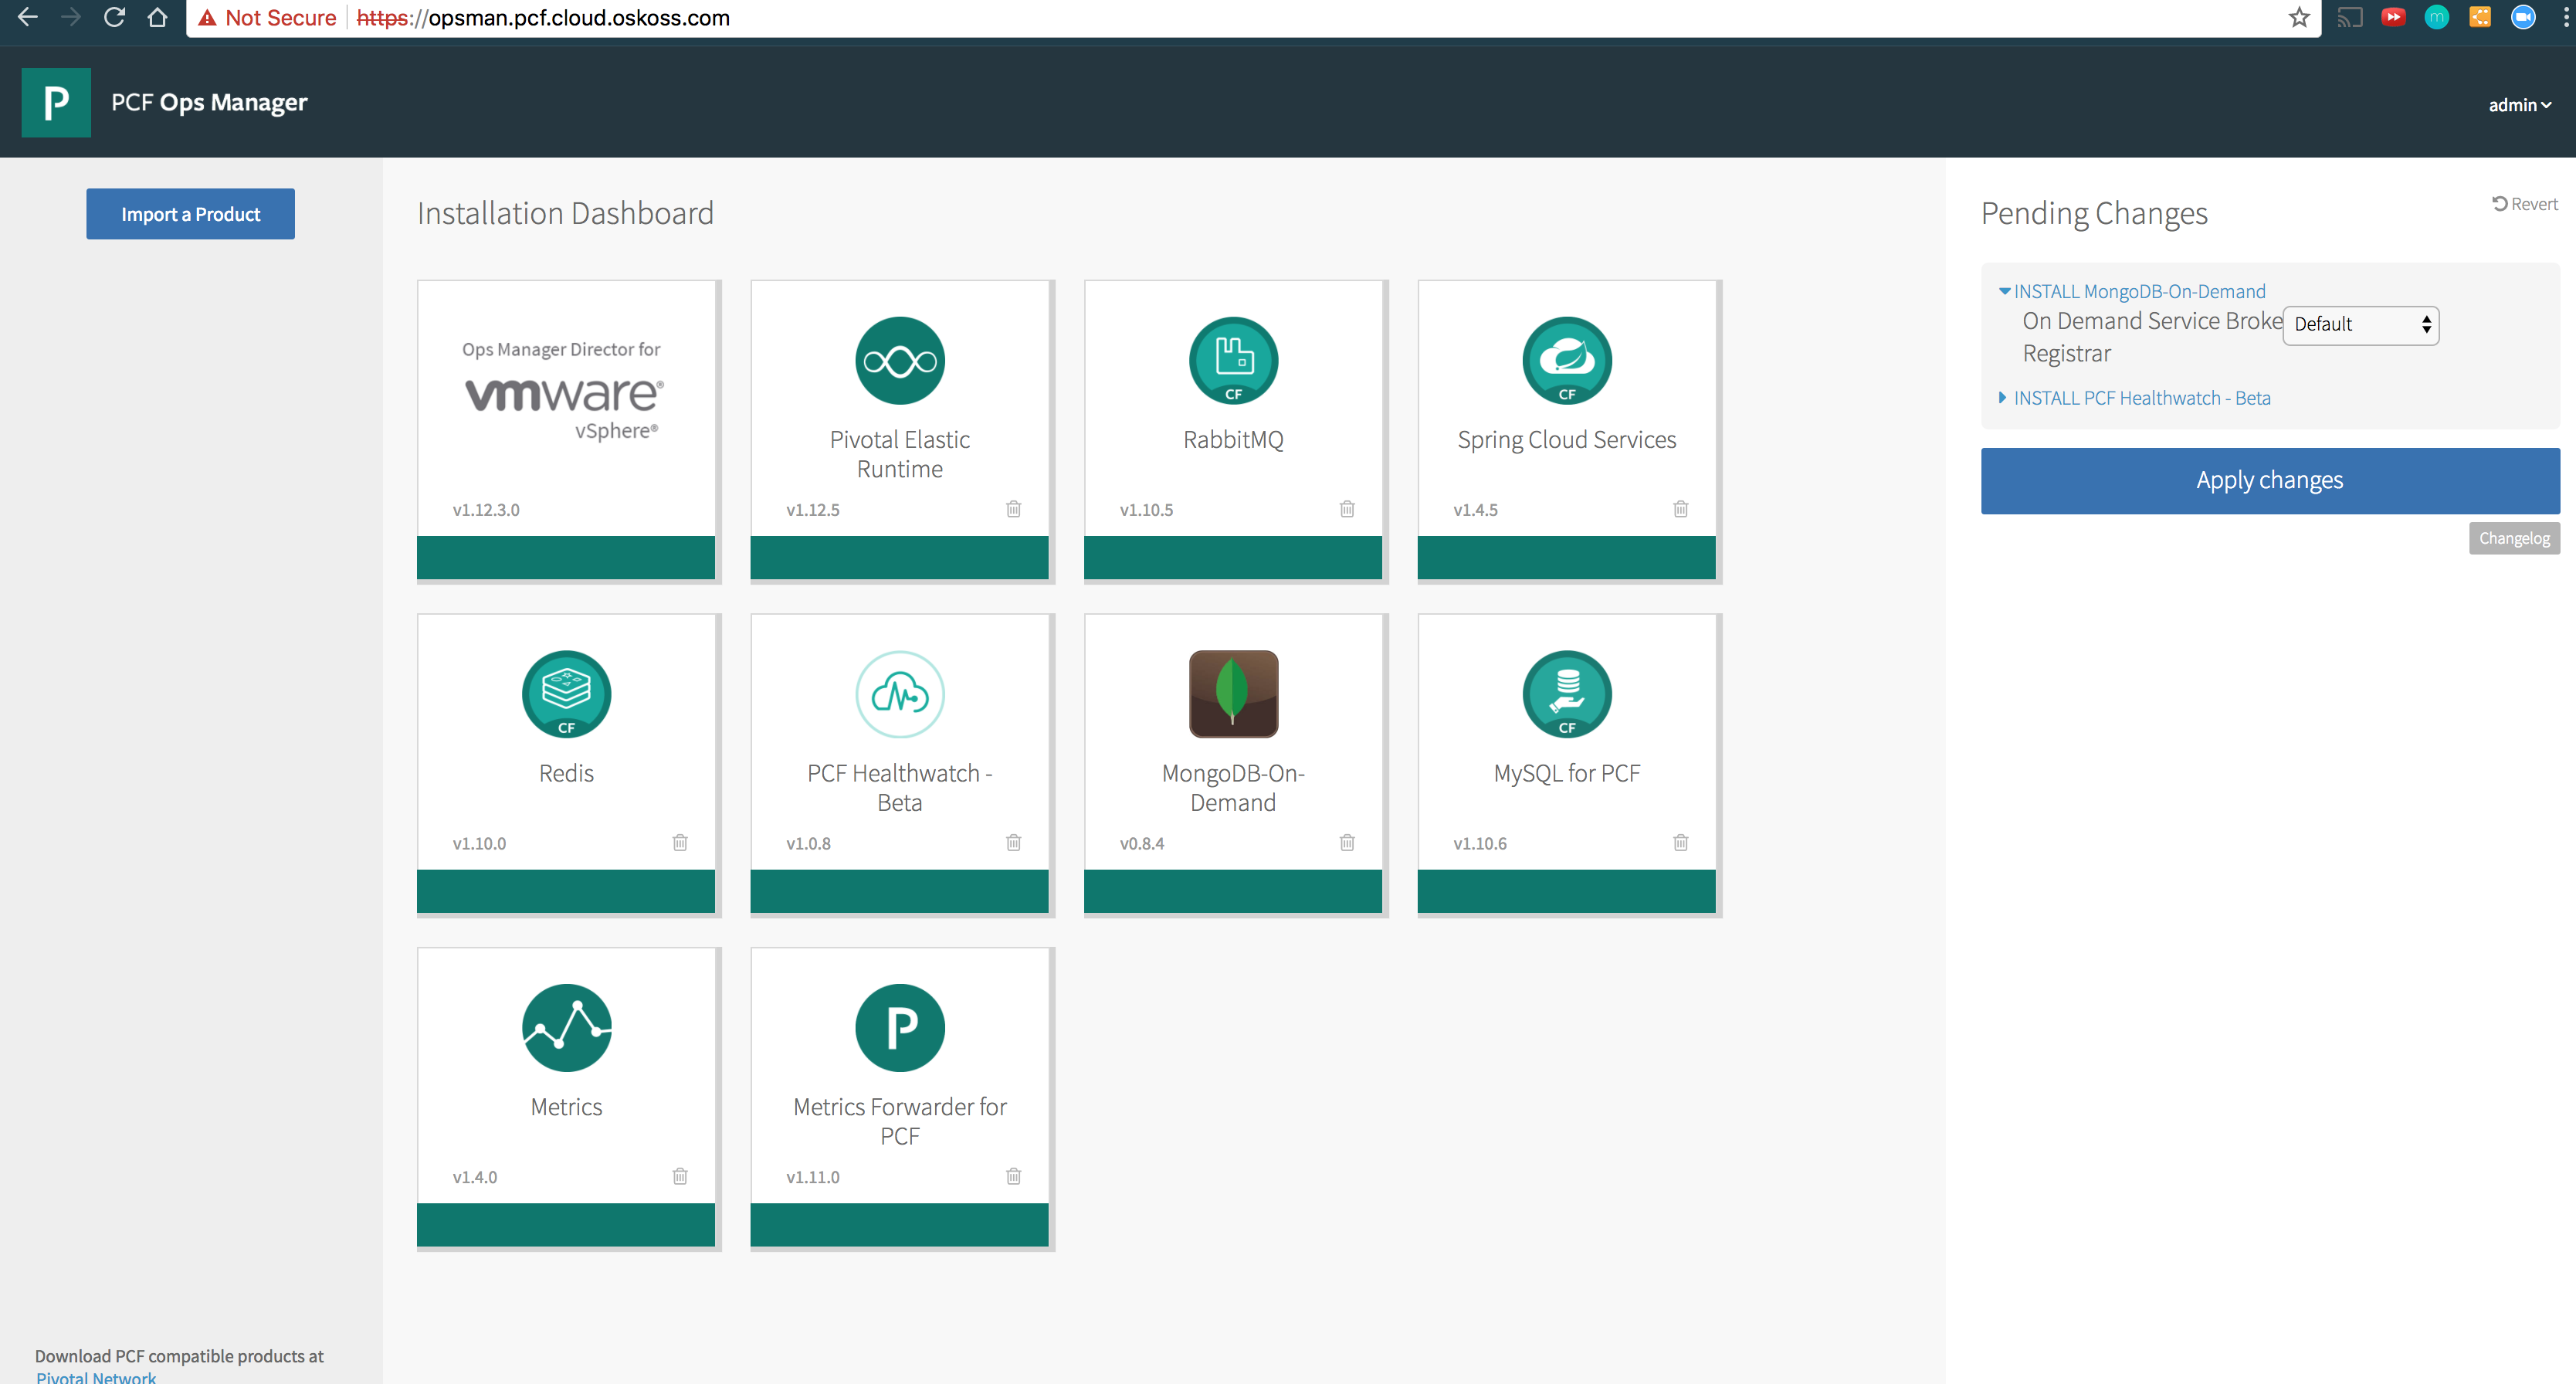 Not Secure https://opsman.pcf.cloud.oskoss.com
m
P
PCF Ops Manager
admin
Import a Product
Installation Dashboard
Ops Manager Director for
vmware®
vSphere®
v1.12.3.0
Pivotal Elastic
Runtime
v1.12.5
CF
RabbitMQ
v1.10.5
CF
Spring Cloud Services
v1.4.5
CF
Redis
v1.10.0
PCF Healthwatch -
Beta
v1.0.8
MongoDB-On-
Demand
v0.8.4
CF
MySQL for PCF
v1.10.6
Metrics
v1.4.0
P
Metrics Forwarder for
PCF
v1.11.0
Pending Changes
Revert
INSTALL MongoDB-On-Demand
On Demand Service Broke
Registrar
Default
INSTALL PCF Healthwatch - Beta
Apply changes
Changelog
Download PCF compatible products at
Pivotal Network